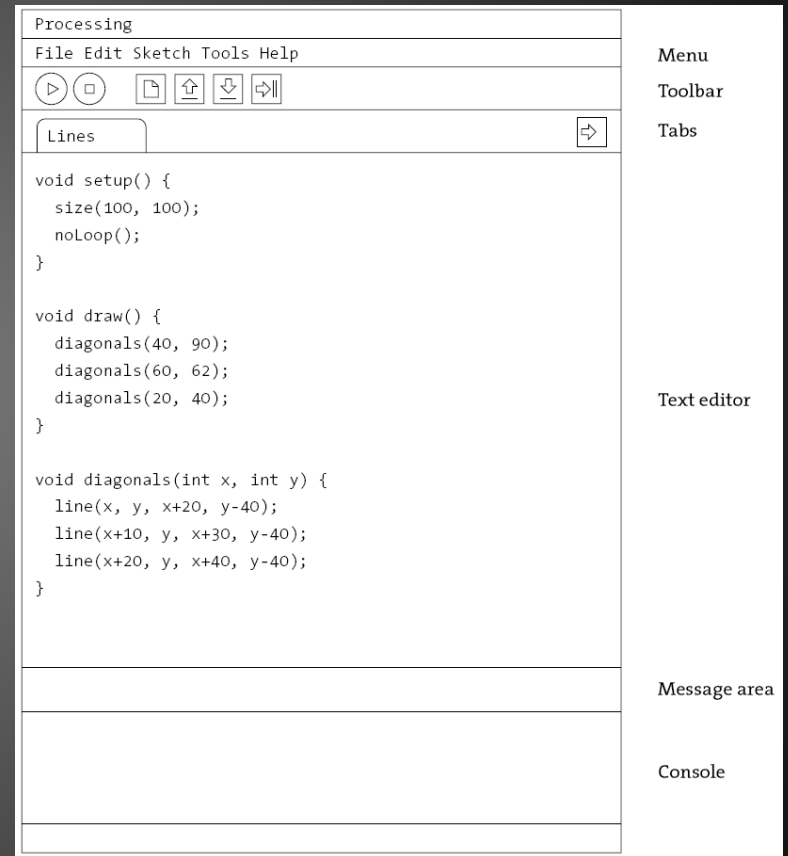 Processing
File Edit Sketch Tools Help
Menu
Toolbar
Lines
Tabs
void setup() {
  size(100, 100);
  noLoop();
}
void draw() {
  diagonals(40, 90);
  diagonals(60, 62);
  diagonals(20, 40);
}
Text editor
void diagonals(int x, int y) {
  line(x, y, x+20, y-40);
  line(x+10, y, x+30, y-40);
  line(x+20, y, x+40, y-40);
}
Message area
Console